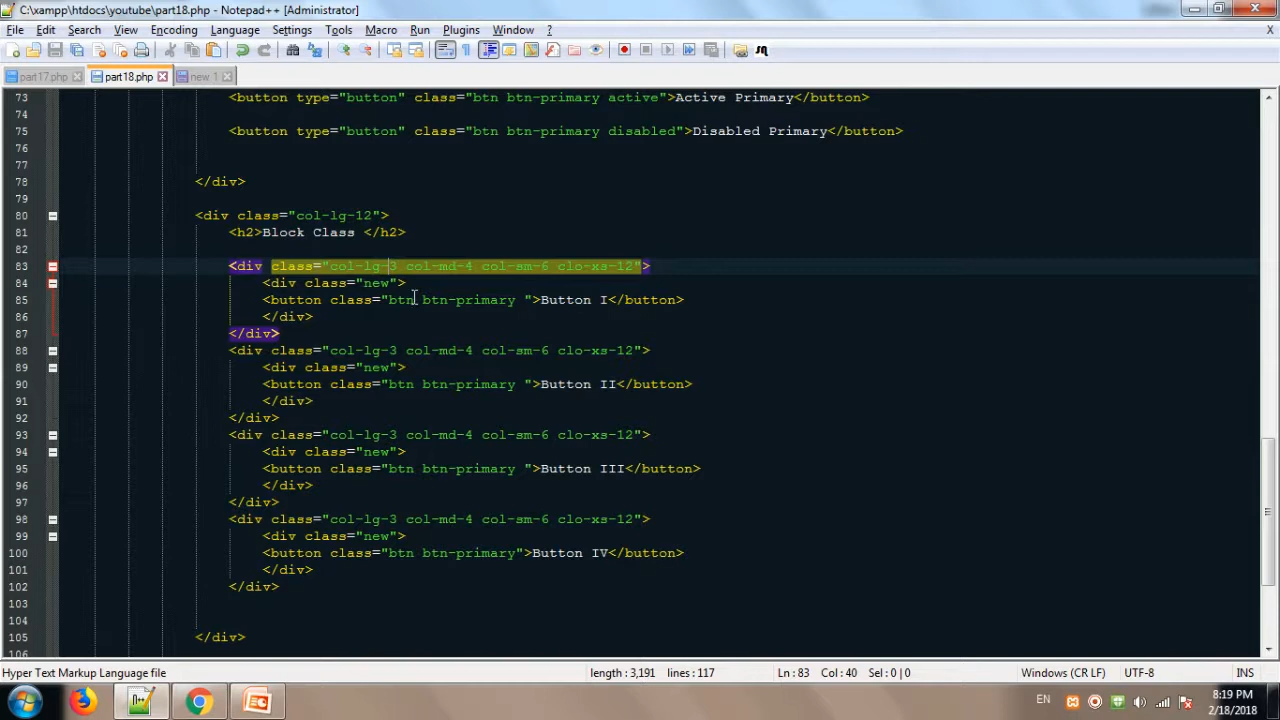 C:\xampp\htdocs\youtube\part18.php - Notepad++ [Administrator]
File Edit Search View Encoding Language Settings Tools Macro Run Plugins Window ? X
part17.php part18.php new 1
73 <button type="button" class="btn btn-primary active">Active Primary</button>
74
75 <button type="button" class="btn btn-primary disabled">Disabled Primary</button>
76
77
78 </div>
79
80 <div class="col-lg-12">
81 <h2>Block Class </h2>
82
83 <div class="col-lg-3 col-md-4 col-sm-6 clo-xs-12">
84 <div class="new">
85 <button class="btn btn-primary ">Button I</button>
86 </div>
87 </div>
88 <div class="col-lg-3 col-md-4 col-sm-6 clo-xs-12">
89 <div class="new">
90 <button class="btn btn-primary ">Button II</button>
91 </div>
92 </div>
93 <div class="col-lg-3 col-md-4 col-sm-6 clo-xs-12">
94 <div class="new">
95 <button class="btn btn-primary ">Button III</button>
96 </div>
97 </div>
98 <div class="col-lg-3 col-md-4 col-sm-6 clo-xs-12">
99 <div class="new">
100 <button class="btn btn-primary">Button IV</button>
101 </div>
102 </div>
103
104
105 </div>
106
Hyper Text Markup Language file length : 3,191 lines : 117 Ln : 83 Col : 40 Sel : 0 | 0 Windows (CR LF) UTF-8 INS
EN 8:19 PM
2/18/2018